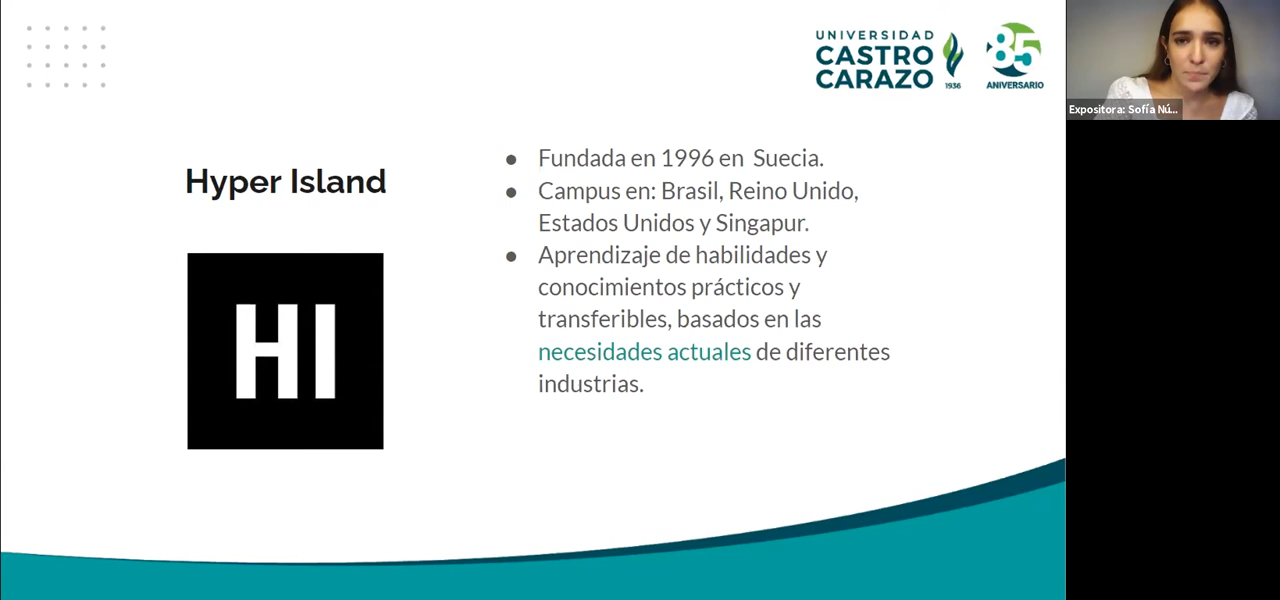 UNIVERSIDAD
CASTRO
CARAZO
1936
85
ANIVERSARIO
Expositora: Sofía Nú...
Hyper Island
HI
● Fundada en 1996 en Suecia.
● Campus en: Brasil, Reino Unido,
Estados Unidos y Singapur.
● Aprendizaje de habilidades y
conocimientos prácticos y
transferibles, basados en las
necesidades actuales de diferentes
industrias.